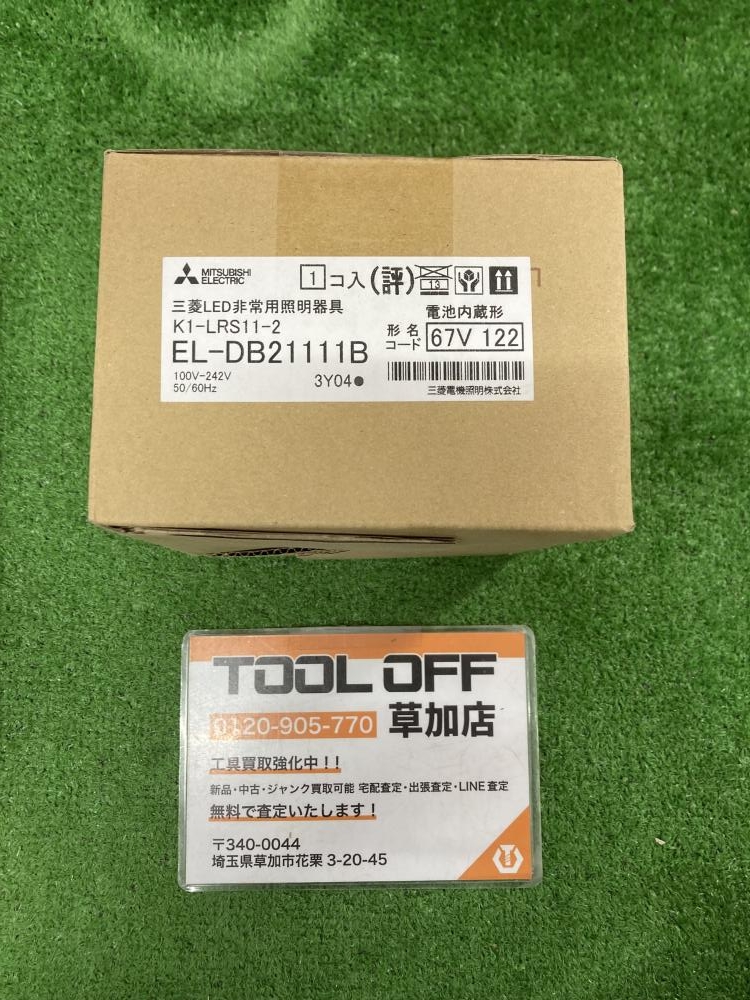 MITSUBISHI
ELECTRIC
1コ入 (評) 13
三菱LED非常用照明器具
K1-LRS11-2
EL-DB21111B
100V-242V
50/60Hz
3Y04●
電池内蔵形
形名
コード
67V 122
三菱電機照明株式会社
TOOL OFF
0120-905-770 草加店
工具買取強化中!!
新品・中古・ジャンク買取可能 宅配査定・出張査定・LINE査定
無料で査定いたします!
〒340-0044
埼玉県草加市花栗 3-20-45